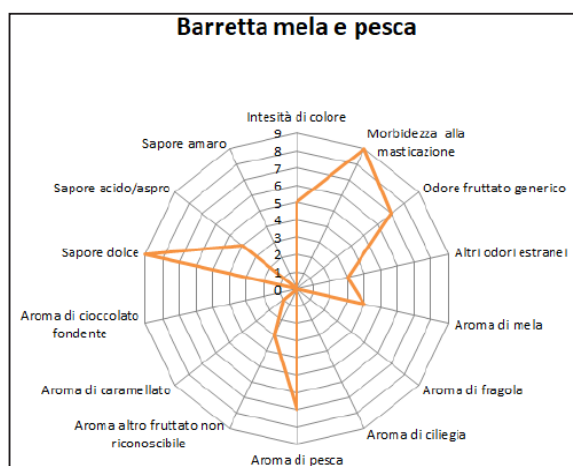 Barretta mela e pesca
Intesità di colore
Morbidezza alla
masticazione
Odore fruttato generico
Altri odori estranei
Aroma di mela
Aroma di fragola
Aroma di ciliegia
Aroma di pesca
Aroma altro fruttato non
riconoscibile
Aroma di caramellato
Aroma di cioccolato
fondente
Sapore dolce
Sapore acido/aspro
Sapore amaro
9
8
7
6
5
4
3
2
1
0